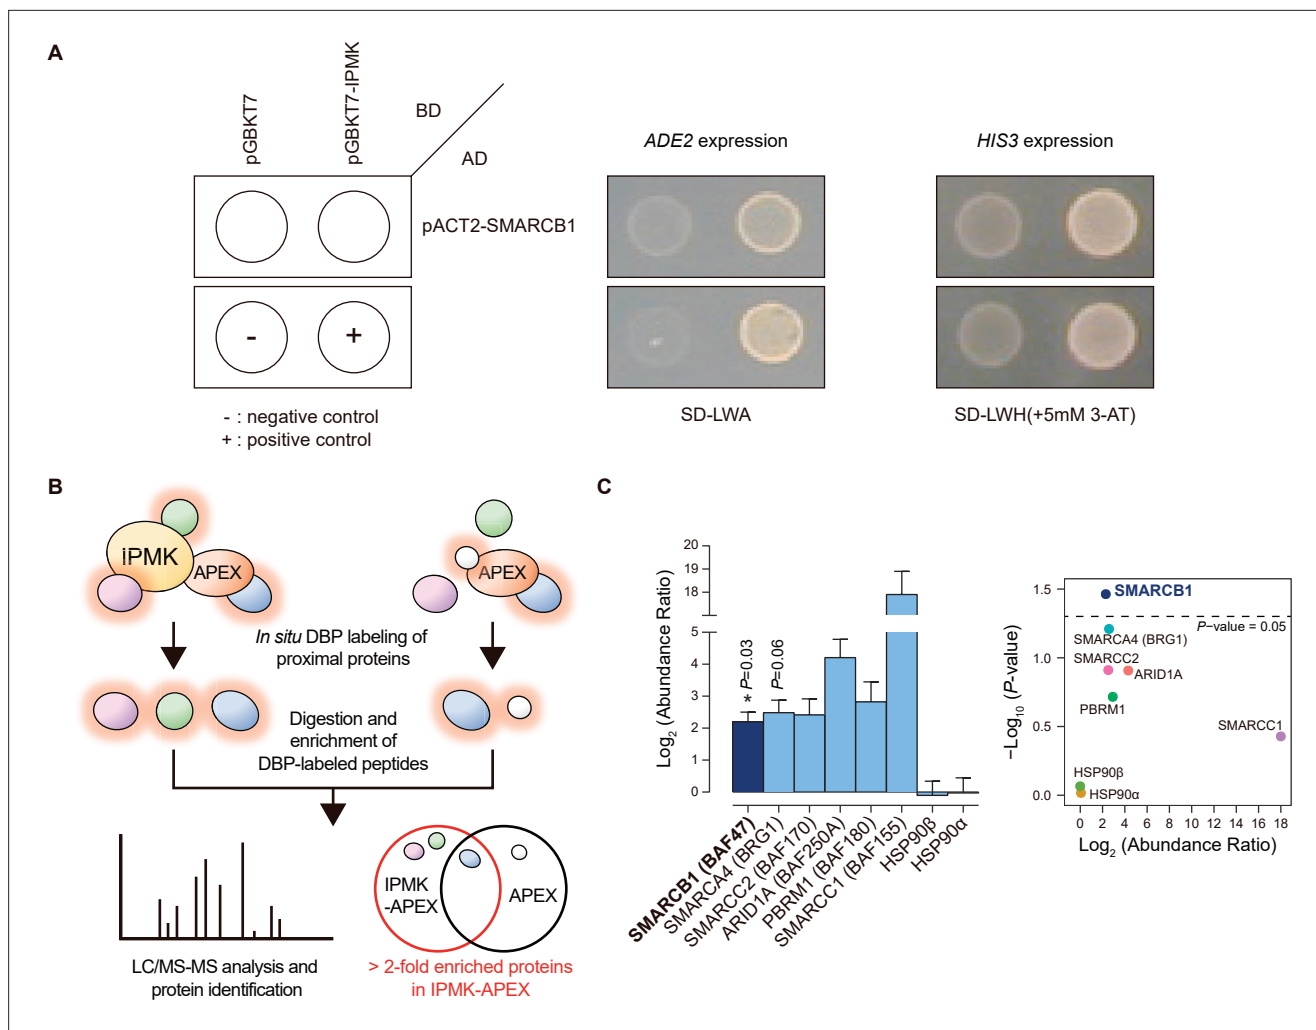 A
pGBKT7
pGBKT7-IPMK
BD
AD
pACT2-SMARCB1
-
+
- : negative control
+ : positive control
ADE2 expression
SD-LWA
HIS3 expression
SD-LWH(+5mM 3-AT)
B
iPMK
APEX
APEX
In situ DBP labeling of
proximal proteins
Digestion and
enrichment of
DBP-labeled peptides
LC/MS-MS analysis and
protein identification
IPMK
-APEX
APEX
> 2-fold enriched proteins
in IPMK-APEX
C
Log2 (Abundance Ratio)
20
19
18
5
4
3
2
1
0
* P=0.03
P=0.06
SMARCB1 (BAF47)
SMARCA4 (BRG1)
SMARCC2 (BAF170)
ARID1A (BAF250A)
PBRM1 (BAF180)
SMARCC1 (BAF155)
HSP90β
HSP90α
−Log10 (P-value)
1.5
1.0
0.5
0.0
SMARCB1
P−value = 0.05
SMARCA4 (BRG1)
SMARCC2
ARID1A
PBRM1
SMARCC1
HSP90β
HSP90α
0 2 4 6 8 10 12 14 16 18
Log2 (Abundance Ratio)